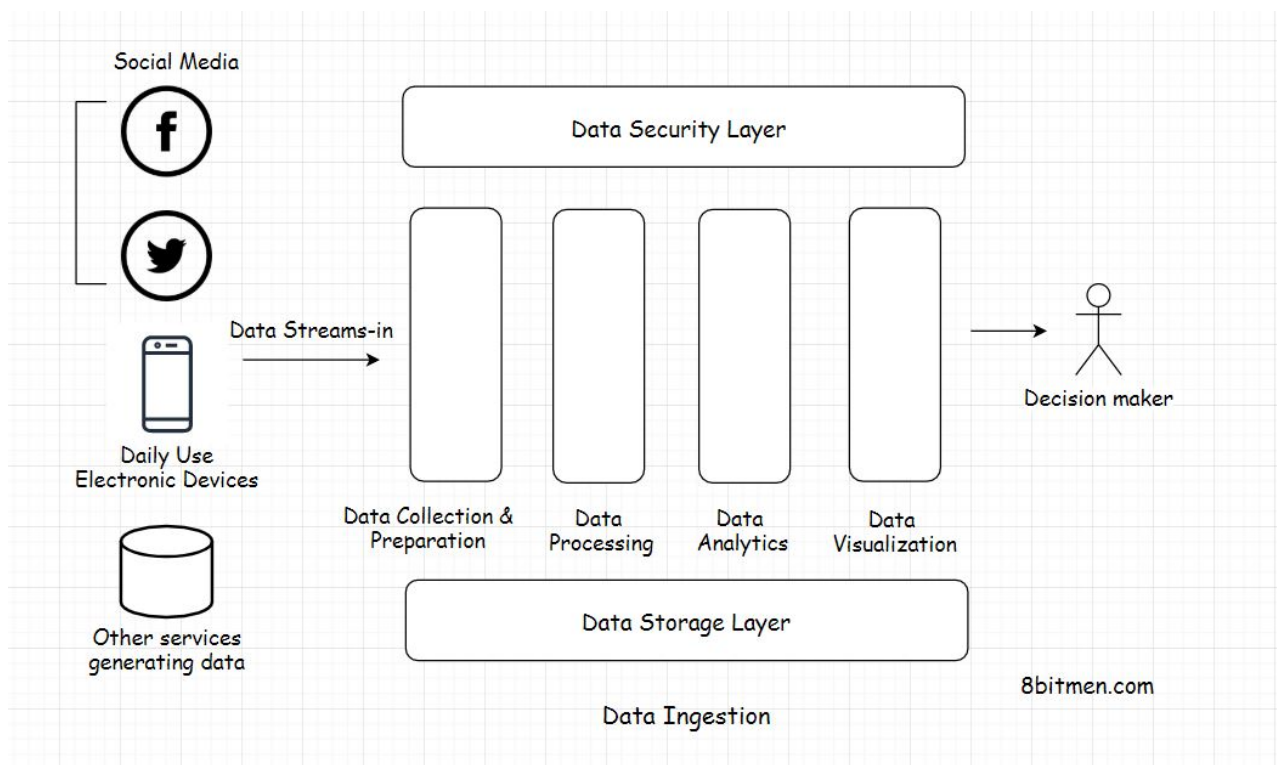 Social Media
Data Security Layer
Data Streams-in
Decision maker
Daily Use
Electronic Devices
Data Collection &
Preparation
Data
Processing
Data
Analytics
Data
Visualization
Data Storage Layer
Other services
generating data
8bitmen.com
Data Ingestion